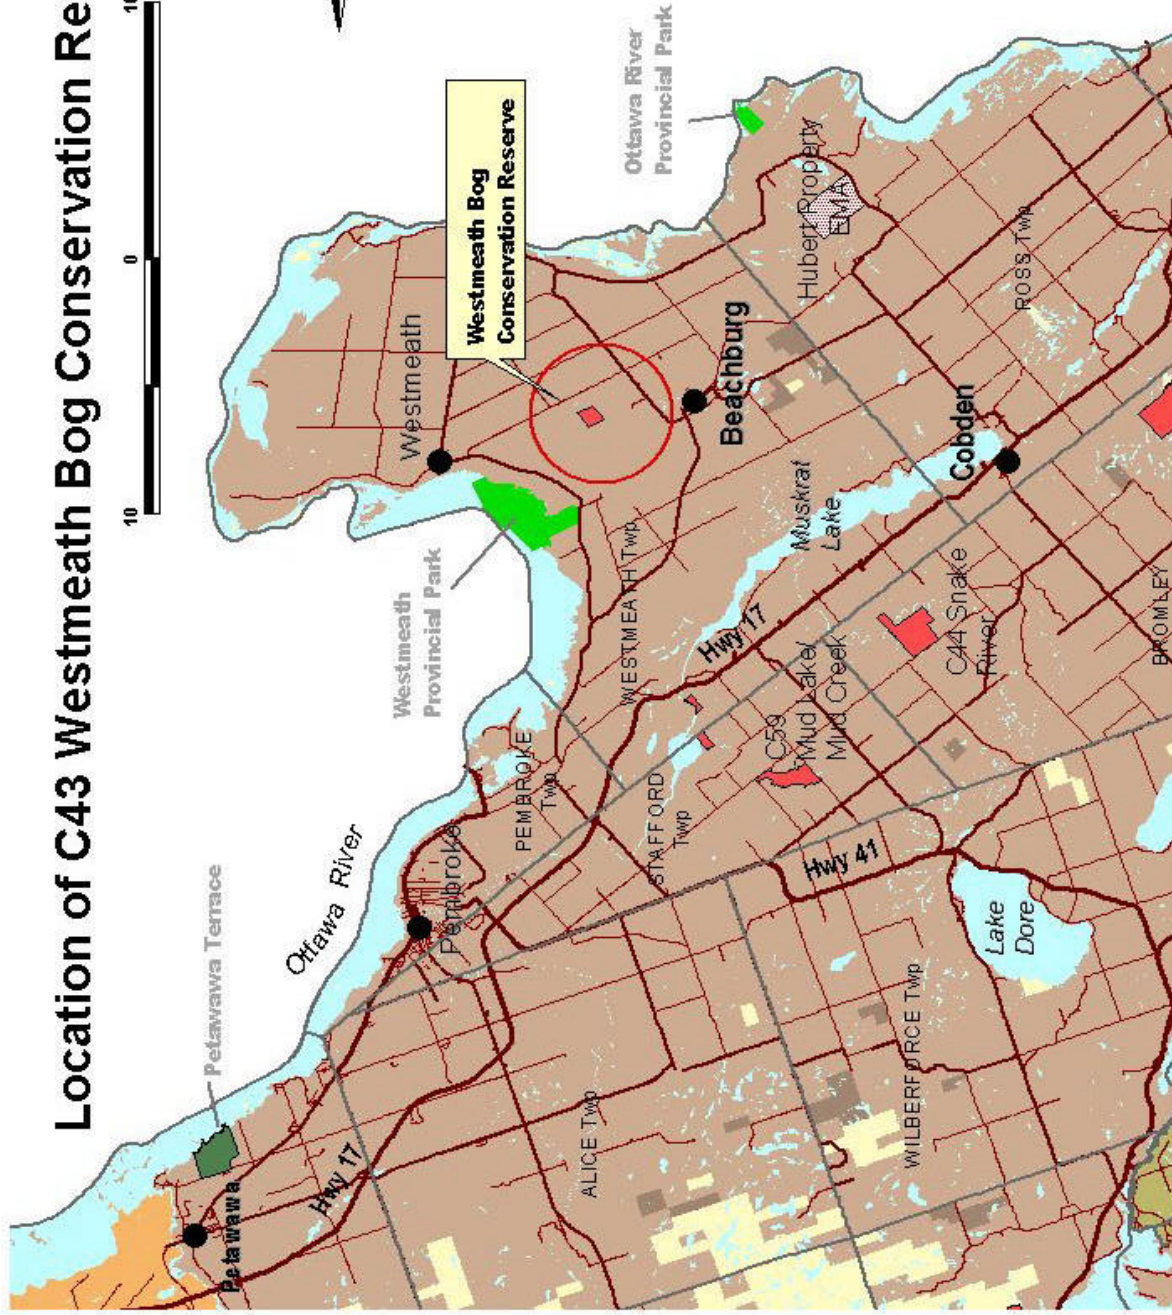 Location of C43 Westmeath Bog Conservation Re
10
0
10
Petawawa Terrace
Ottawa River
Westmeath
Provincial Park
Westmeath
Westmeath Bog
Conservation Reserve
Ottawa River
Provincial Park
Petawawa
Hwy 17
Pembroke
PEMBROKE
Twp
WESTMEATH Twp
Beachburg
Hubert Property
EMA
STAFFORD
Twp
Hwy 17
Muskrat
Lake
ALICE Twp
Hwy 41
C59
Mud Lake/
Mud Creek
Cobden
ROSS Twp
WILBERFORCE Twp
Lake
Dore
C44 Snake
River
BROMLEY